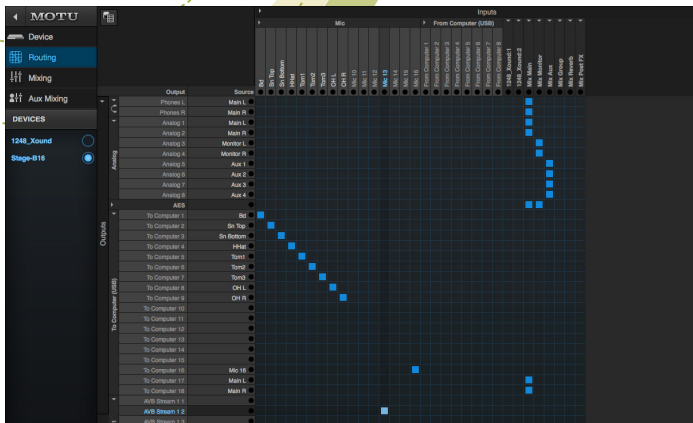 MOTU
Device
Routing
Mixing
Aux Mixing
DEVICES
1248_Xound
Stage-B16
Inputs
Mic
From Computer (USB)
Bd
Sn Top
Sn Bottom
HHat
Tom1
Tom2
Tom3
OH L
OH R
Mic 10
Mic 11
Mic 12
Mic 13
Mic 14
Mic 15
Mic 16
From Computer 1
From Computer 2
From Computer 3
From Computer 4
From Computer 5
From Computer 6
From Computer 7
From Computer 8
1248_Xound:1
1248_Xound:2
Mix Main
Mix Monitor
Mix Aux
Mix Group
Mix Reverb
Mix Post FX
Output Source
Outputs
Analog
Phones L Main L
Phones R Main R
Analog 1 Main L
Analog 2 Main R
Analog 3 Monitor L
Analog 4 Monitor R
Analog 5 Aux 1
Analog 6 Aux 2
Analog 7 Aux 3
Analog 8 Aux 4
AES
To Computer (USB)
To Computer 1 Bd
To Computer 2 Sn Top
To Computer 3 Sn Bottom
To Computer 4 HHat
To Computer 5 Tom1
To Computer 6 Tom2
To Computer 7 Tom3
To Computer 8 OH L
To Computer 9 OH R
To Computer 10
To Computer 11
To Computer 12
To Computer 13
To Computer 14
To Computer 15
To Computer 16 Mic 16
To Computer 17 Main L
To Computer 18 Main R
AVB Stream 1 1
AVB Stream 1 2
AVB Stream 1 3